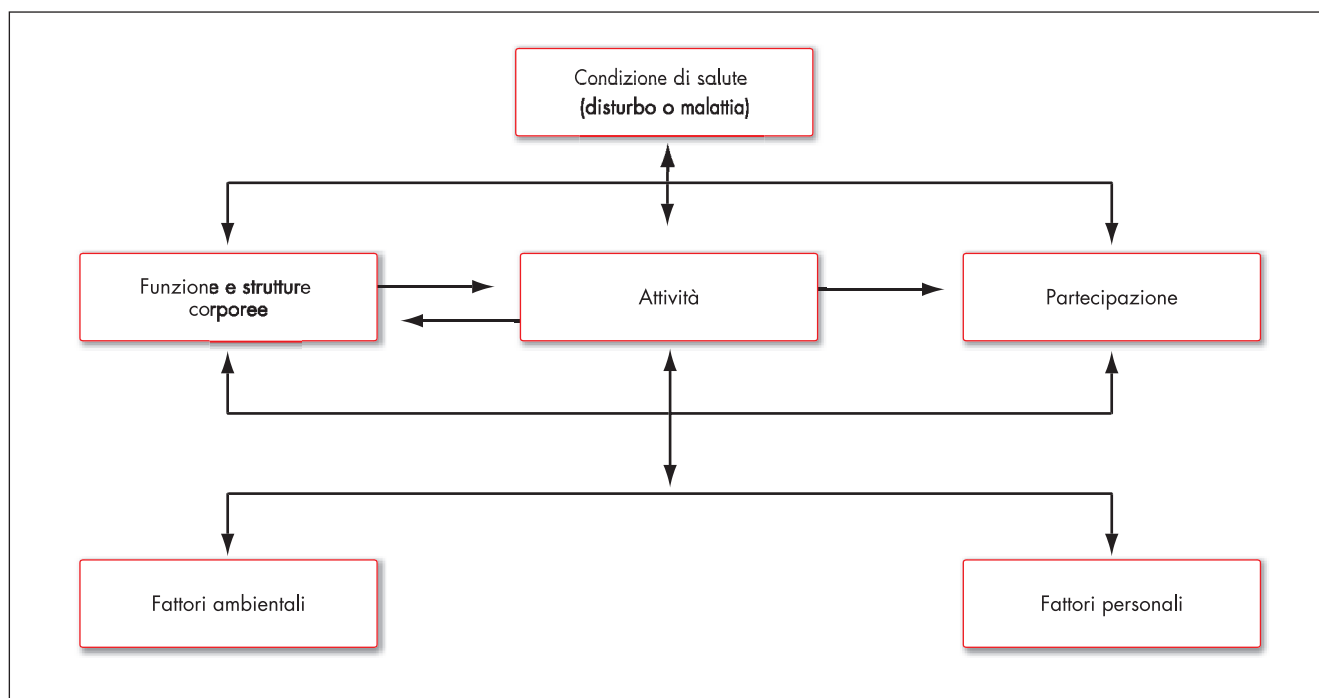 Condizione di salute
(disturbo o malattia)
Funzione e strutture
corporee
Attività
Partecipazione
Fattori ambientali
Fattori personali